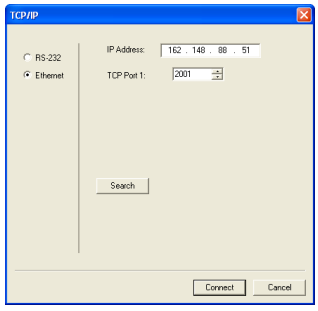 TCP/IP
RS-232
Ethernet
IP Address: 162 . 148 . 88 . 51
TCP Port 1: 2001
Search
Connect Cancel